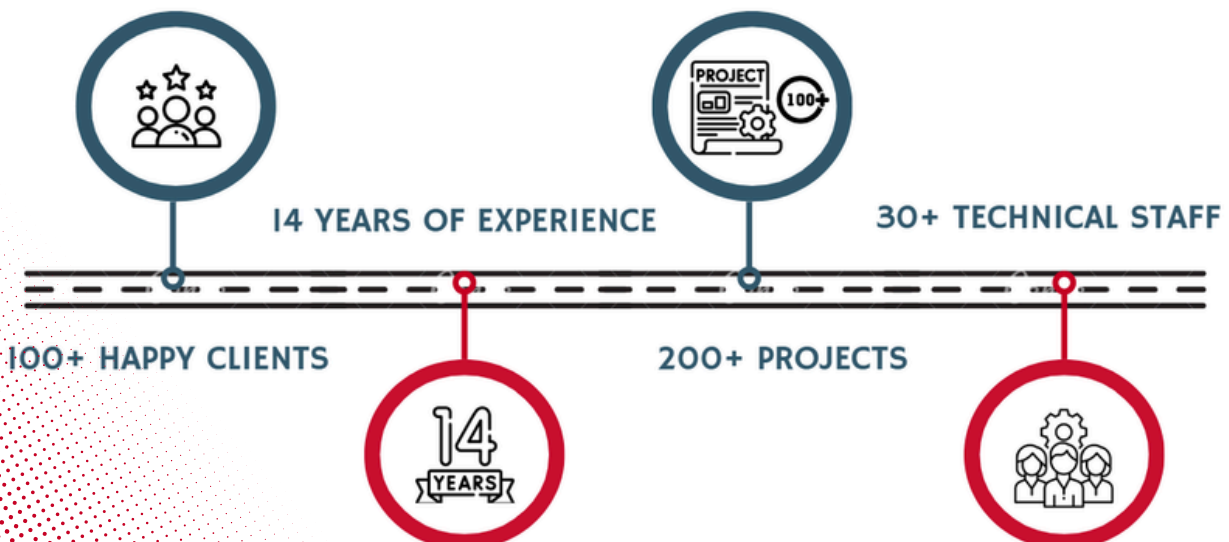 PROJECT
100+
14 YEARS OF EXPERIENCE
30+ TECHNICAL STAFF
100+ HAPPY CLIENTS
200+ PROJECTS
14
YEARS